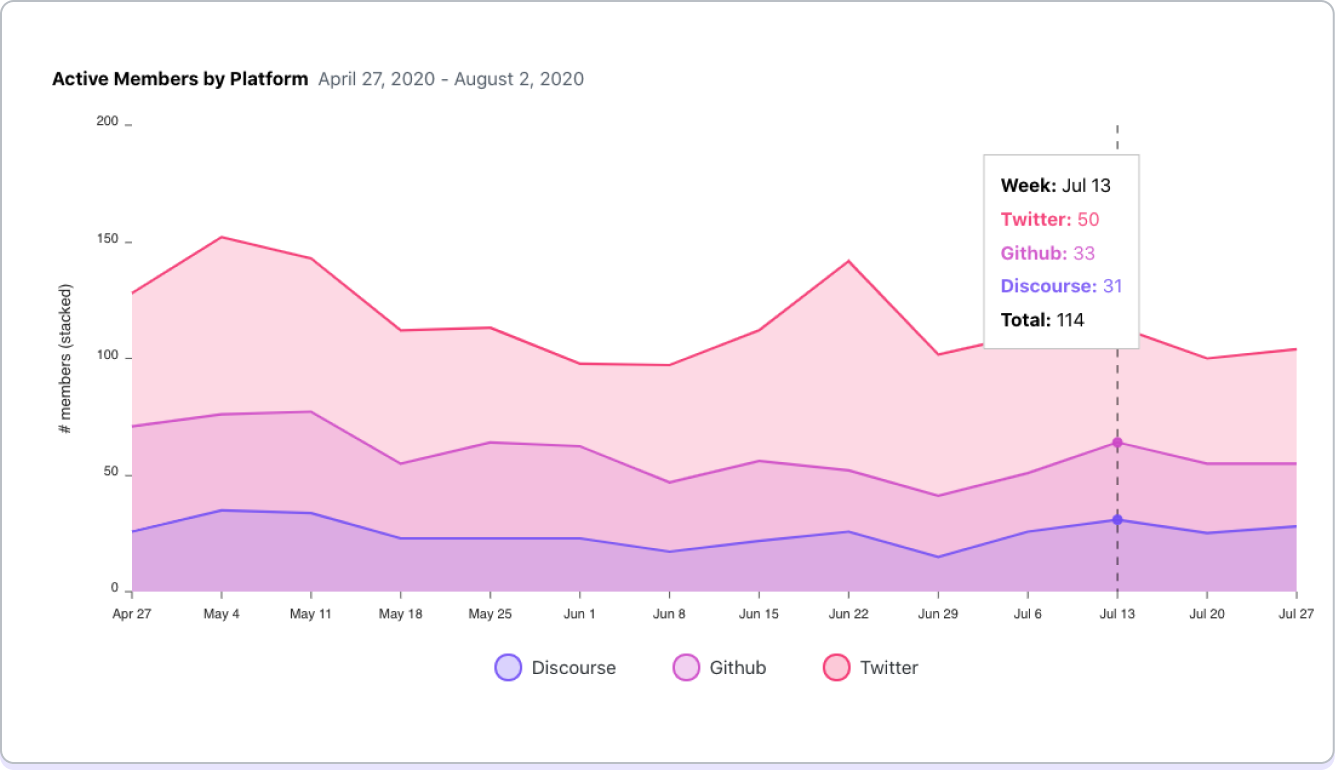 Active Members by Platform April 27, 2020 - August 2, 2020
200
150
100
50
0
# members (stacked)
Week: Jul 13
Twitter: 50
Github: 33
Discourse: 31
Total: 114
Apr 27 May 4 May 11 May 18 May 25 Jun 1 Jun 8 Jun 15 Jun 22 Jun 29 Jul 6 Jul 13 Jul 20 Jul 27
Discourse Github Twitter